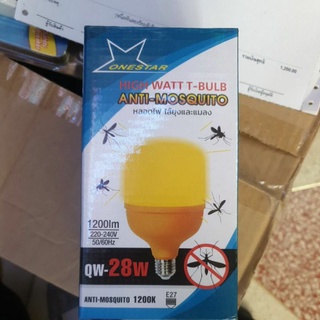 ONESTAR
HIGH WATT T-BULB
ANTI-MOSQUITO
หลอดไฟ ไล่ยุงและแมลง
1200lm
220-240V
50/60Hz
QW-28W
ANTI-MOSQUITO 1200K
E27